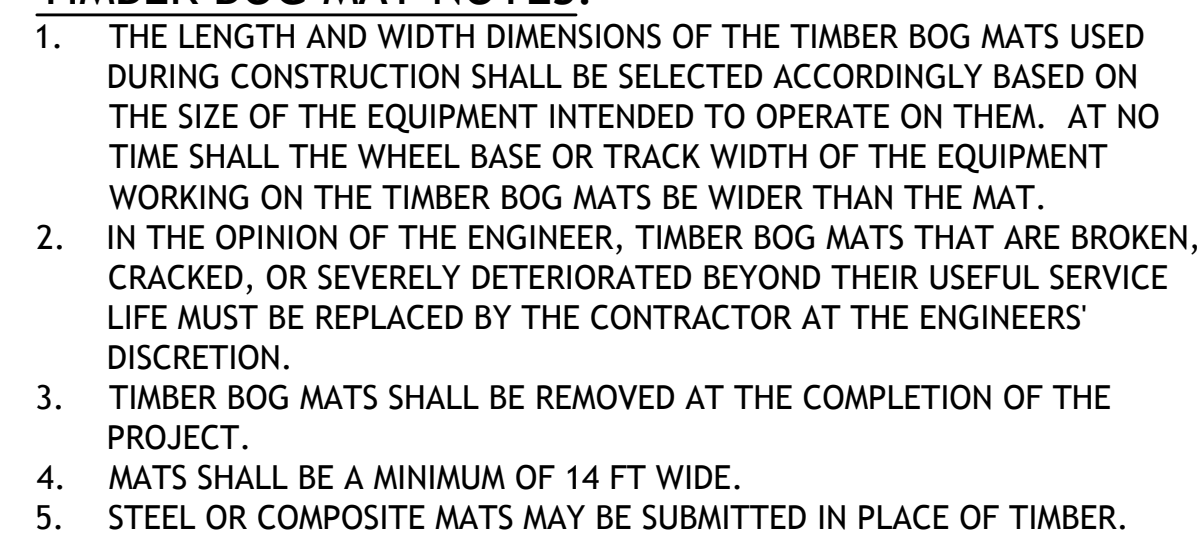 TIMBER BOG MAT NOTES:
1. THE LENGTH AND WIDTH DIMENSIONS OF THE TIMBER BOG MATS USED
DURING CONSTRUCTION SHALL BE SELECTED ACCORDINGLY BASED ON
THE SIZE OF THE EQUIPMENT INTENDED TO OPERATE ON THEM. AT NO
TIME SHALL THE WHEEL BASE OR TRACK WIDTH OF THE EQUIPMENT
WORKING ON THE TIMBER BOG MATS BE WIDER THAN THE MAT.
2. IN THE OPINION OF THE ENGINEER, TIMBER BOG MATS THAT ARE BROKEN,
CRACKED, OR SEVERELY DETERIORATED BEYOND THEIR USEFUL SERVICE
LIFE MUST BE REPLACED BY THE CONTRACTOR AT THE ENGINEERS'
DISCRETION.
3. TIMBER BOG MATS SHALL BE REMOVED AT THE COMPLETION OF THE
PROJECT.
4. MATS SHALL BE A MINIMUM OF 14 FT WIDE.
5. STEEL OR COMPOSITE MATS MAY BE SUBMITTED IN PLACE OF TIMBER.